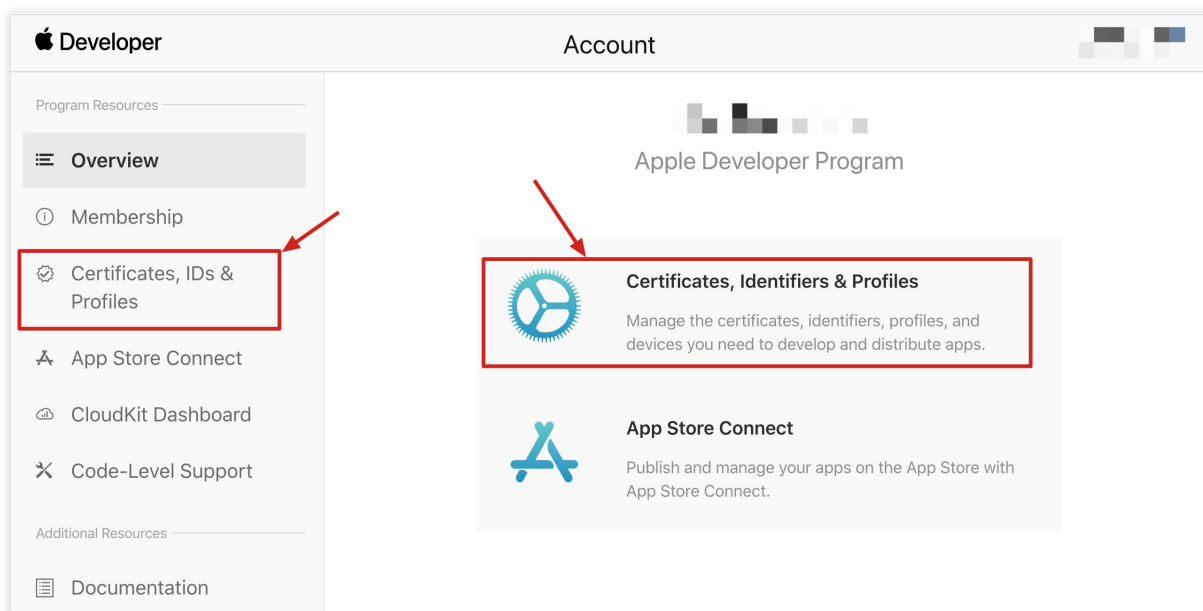 Developer
Account
Program Resources
Overview
Membership
Certificates, IDs &
Profiles
App Store Connect
CloudKit Dashboard
Code-Level Support
Additional Resources
Documentation
Apple Developer Program
Certificates, Identifiers & Profiles
Manage the certificates, identifiers, profiles, and
devices you need to develop and distribute apps.
App Store Connect
Publish and manage your apps on the App Store with
App Store Connect.